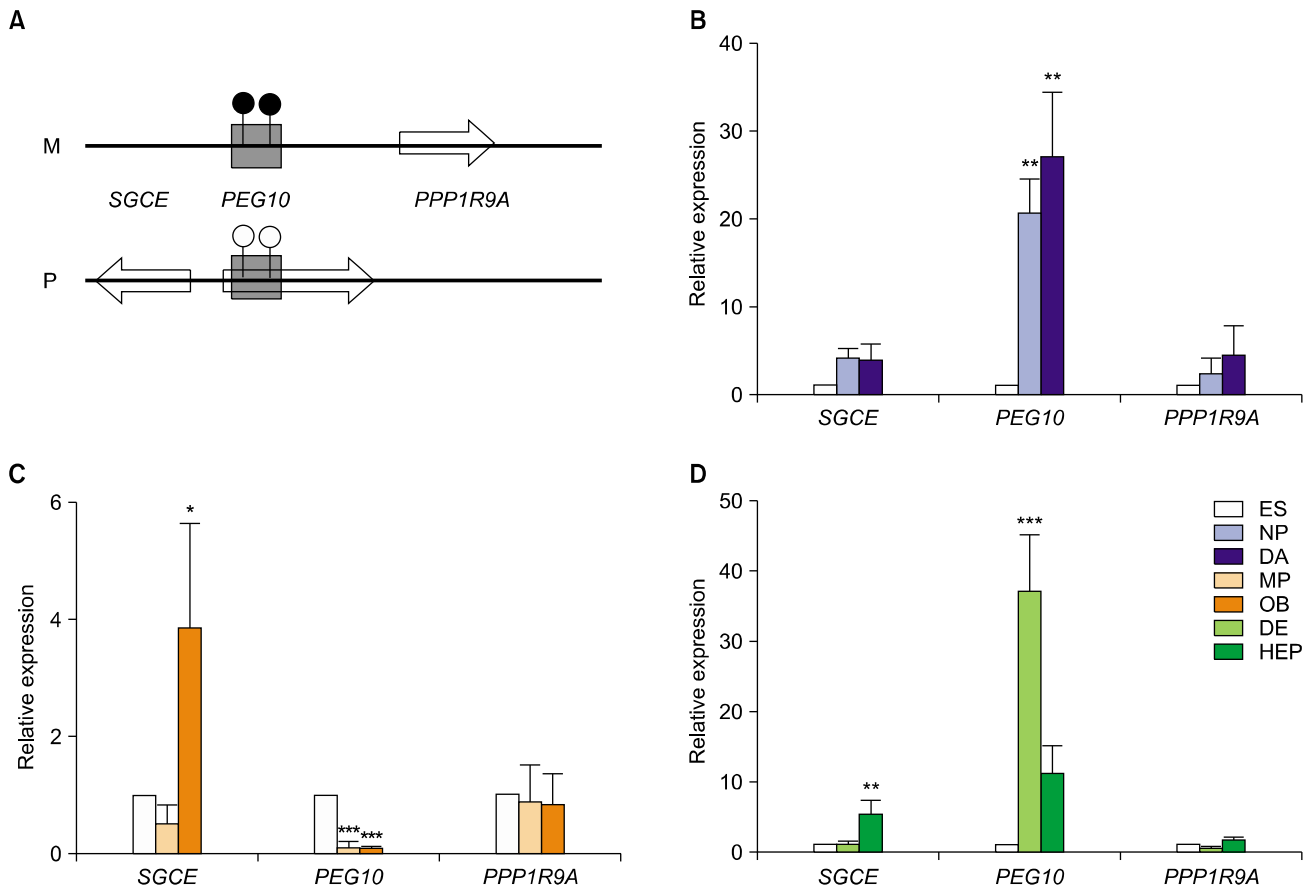 A
M
SGCE PEG10 PPP1R9A
P
B
Relative expression
40
30
20
10
0
**
**
SGCE PEG10 PPP1R9A
C
Relative expression
6
4
2
0
*
*** ***
SGCE PEG10 PPP1R9A
D
Relative expression
50
40
30
20
10
0
**
***
SGCE PEG10 PPP1R9A
ES
NP
DA
MP
OB
DE
HEP